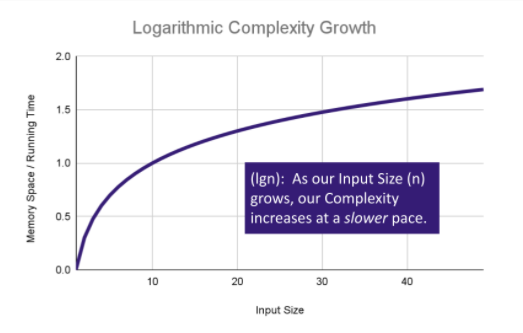 Logarithmic Complexity Growth
Memory Space / Running Time
2.0
1.5
1.0
0.5
0.0
(lgn): As our Input Size (n)
grows, our Complexity
increases at a slower pace.
10
20
30
40
Input Size